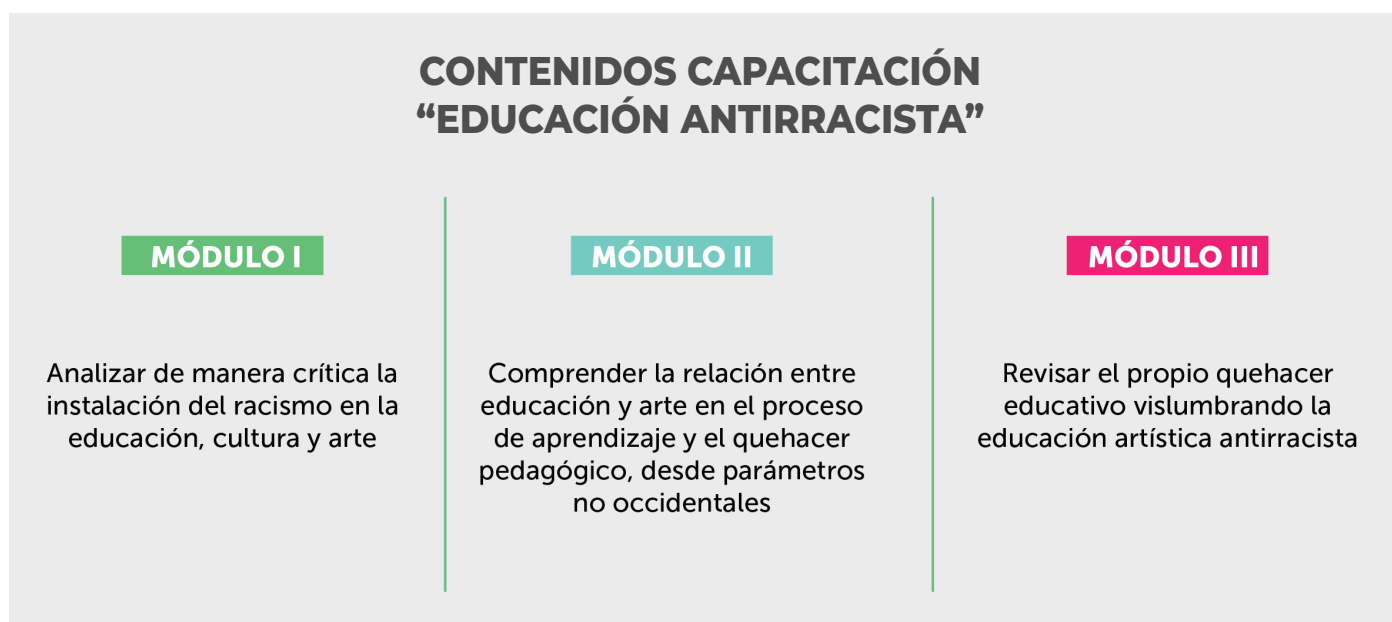 CONTENIDOS CAPACITACIÓN
“EDUCACIÓN ANTIRRACISTA”
MÓDULO I
Analizar de manera crítica la
instalación del racismo en la
educación, cultura y arte
MÓDULO II
Comprender la relación entre
educación y arte en el proceso
de aprendizaje y el quehacer
pedagógico, desde parámetros
no occidentales
MÓDULO III
Revisar el propio quehacer
educativo vislumbrando la
educación artística antirracista